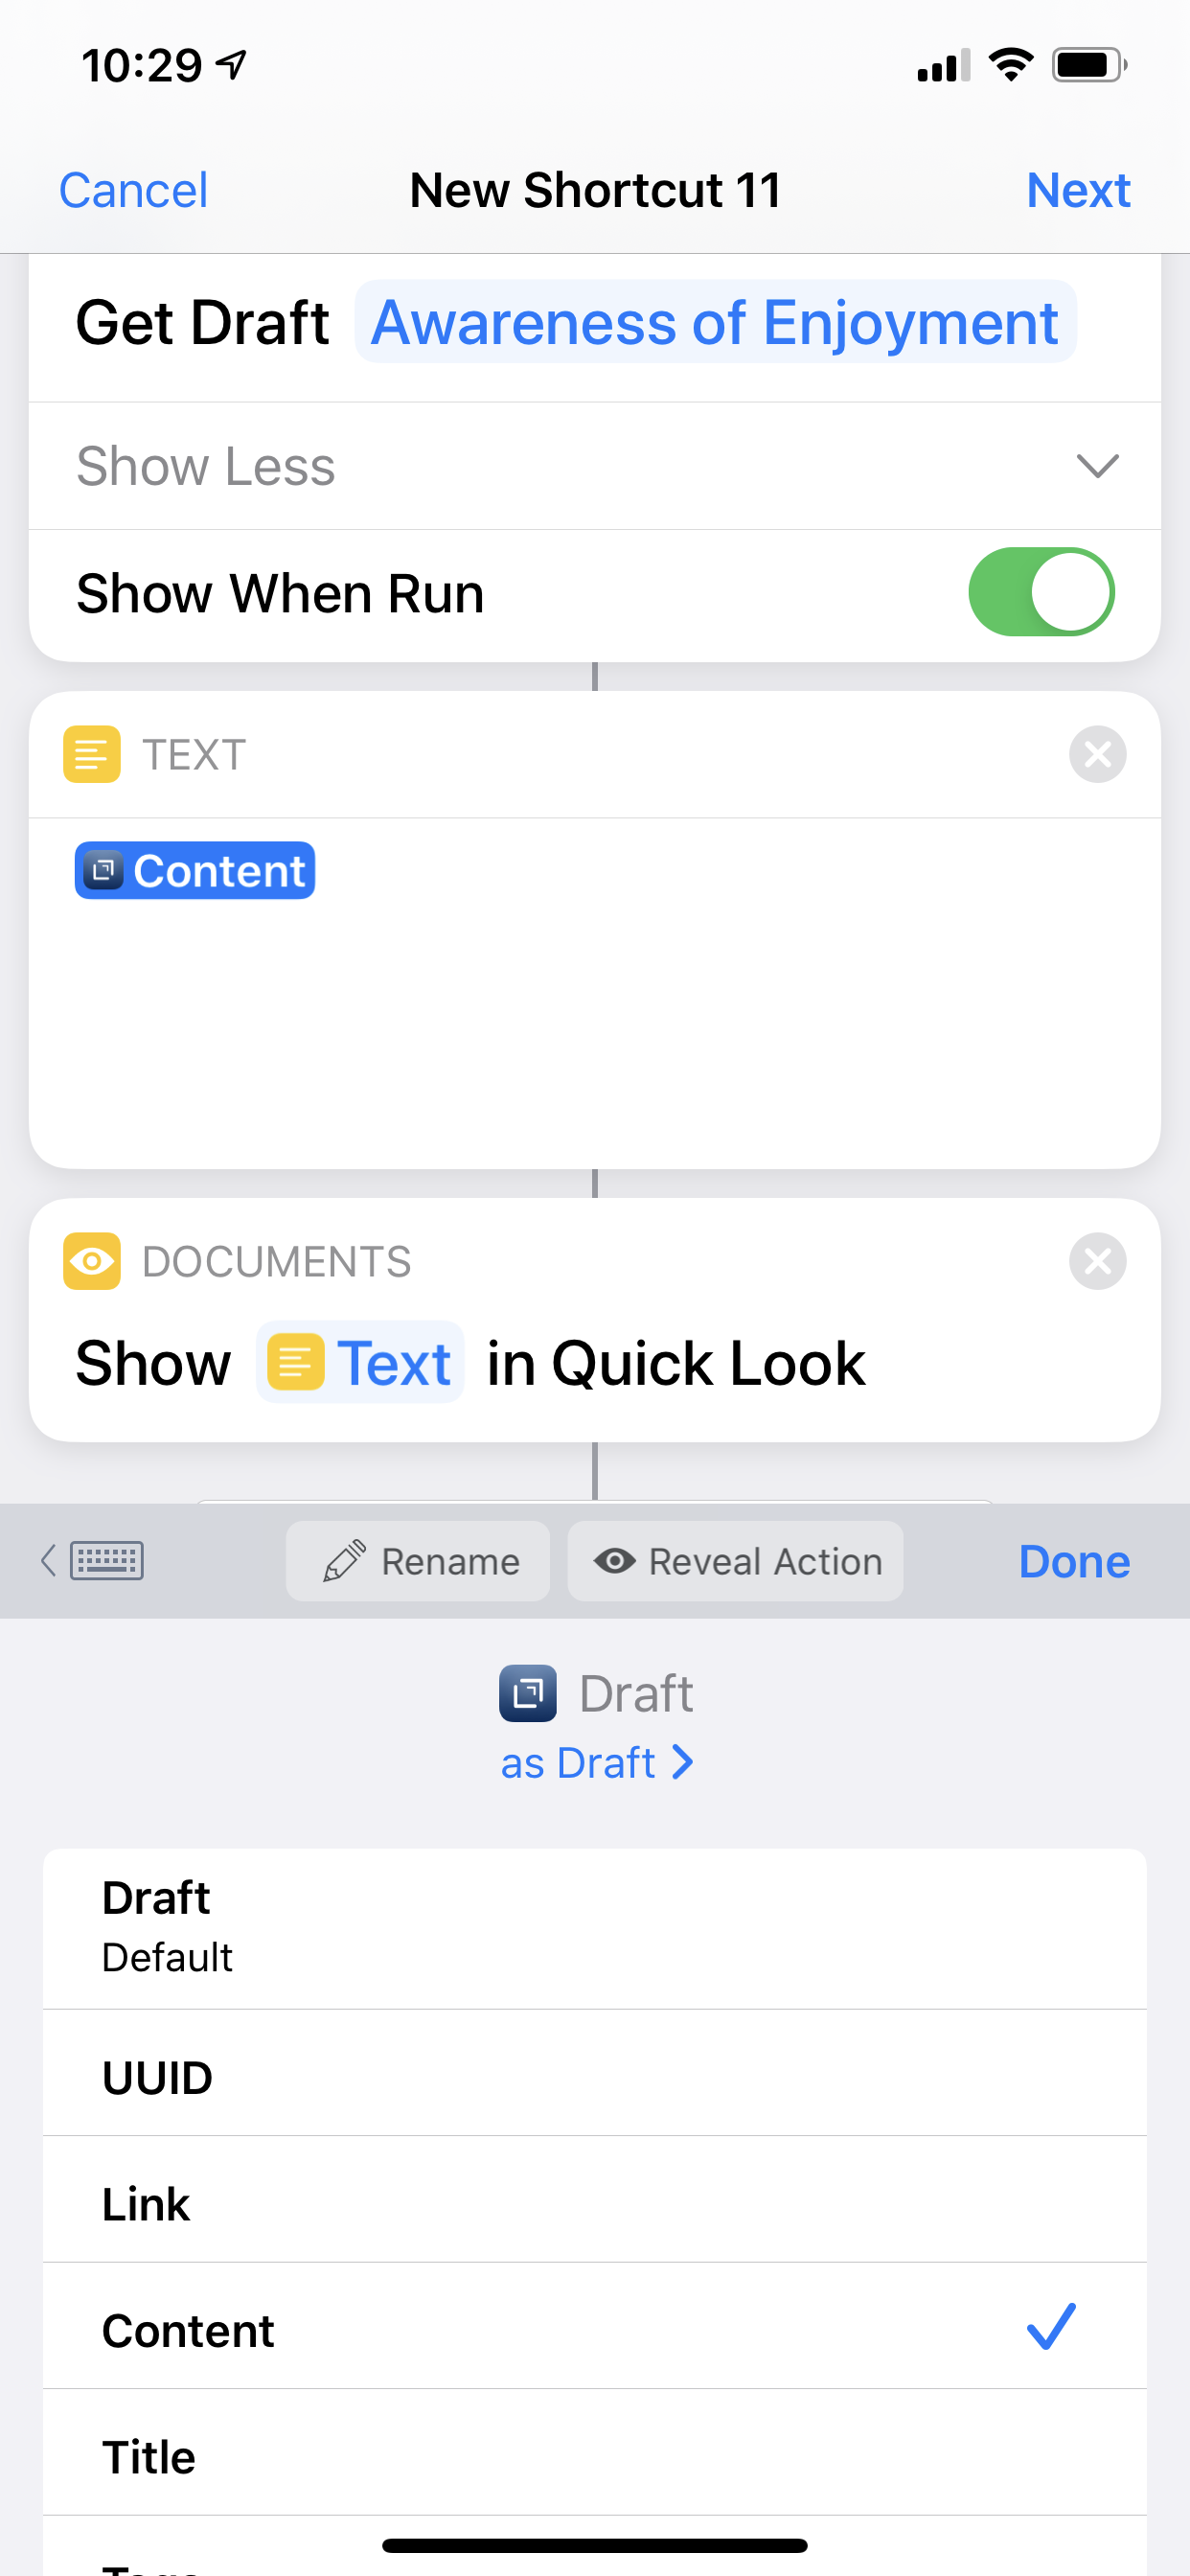 10:29
Cancel New Shortcut 11 Next
Get Draft Awareness of Enjoyment
Show Less
Show When Run
TEXT
Content
DOCUMENTS
Show Text in Quick Look
Rename Reveal Action Done
Draft
as Draft
Draft
Default
UUID
Link
Content
Title